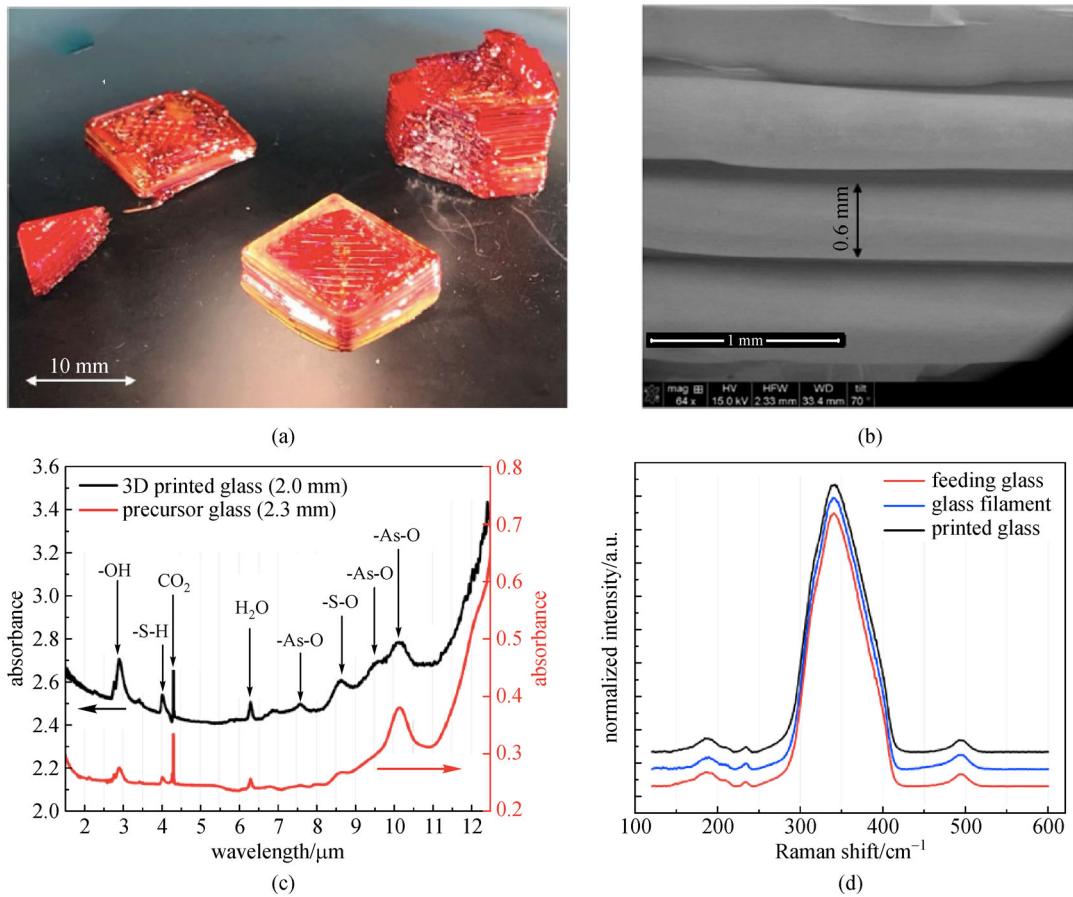 10 mm
(a)
0.6 mm
1 mm
mag HV HFW WD tilt
64 x 15.0 kV 2.33 mm 33.4 mm 70°
(b)
3D printed glass (2.0 mm)
precursor glass (2.3 mm)
-OH
-S-H
CO₂
H₂O
-As-O
-S-O
-As-O
-As-O
absorbance
3.6
3.4
3.2
3.0
2.8
2.6
2.4
2.2
2.0
0.8
0.7
0.6
0.5
0.4
0.3
0.2
absorbance
2 3 4 5 6 7 8 9 10 11 12
wavelength/μm
(c)
feeding glass
glass filament
printed glass
normalized intensity/a.u.
100 200 300 400 500 600
Raman shift/cm⁻¹
(d)